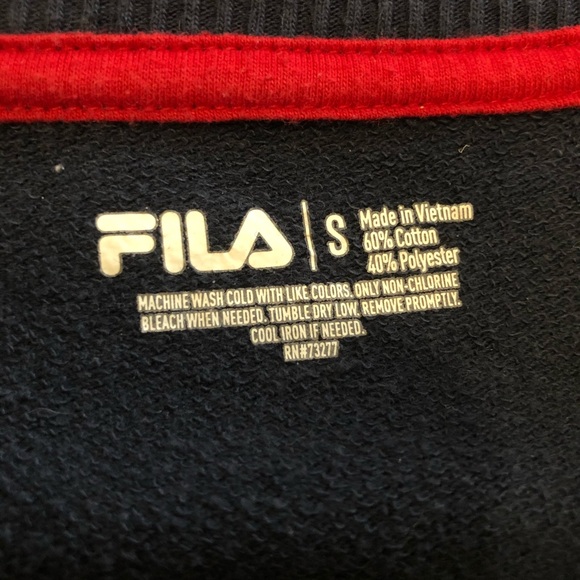 FILA | S
Made in Vietnam
60% Cotton
40% Polyester
MACHINE WASH COLD WITH LIKE COLORS. ONLY NON-CHLORINE
BLEACH WHEN NEEDED. TUMBLE DRY LOW. REMOVE PROMPTLY.
COOL IRON IF NEEDED.
RN#73277